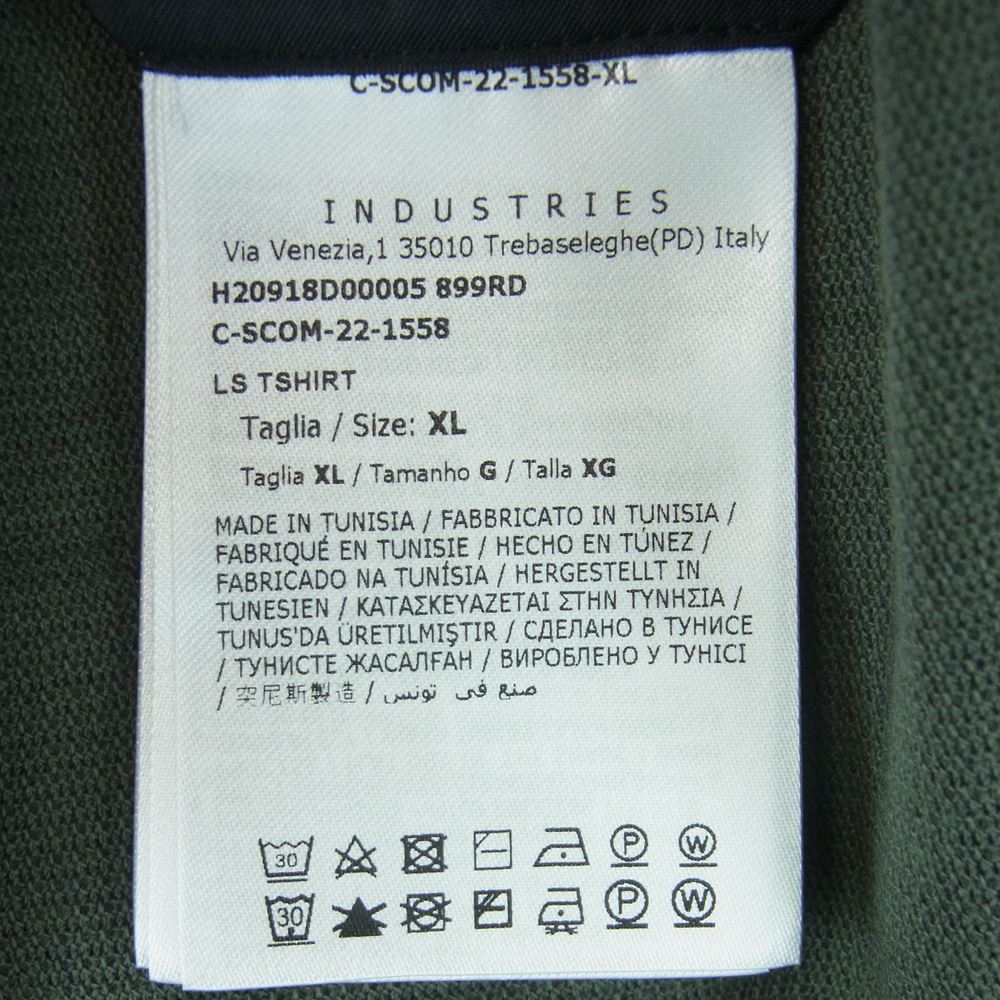 C-SCOM-22-1558-XL
INDUSTRIES
Via Venezia,1 35010 Trebaseleghe(PD) Italy
H20918D00005 899RD
C-SCOM-22-1558
LS TSHIRT
Taglia / Size: XL
Taglia XL / Tamanho G / Talla XG
MADE IN TUNISIA / FABBRICATO IN TUNISIA /
FABRIQUÉ EN TUNISIE / HECHO EN TÚNEZ /
FABRICADO NA TUNÍSIA / HERGESTELLT IN
TUNESIEN / ΚΑΤΑΣΚΕΥΑΖΕΤΑΙ ΣΤΗΝ ΤΥΝΗΣΙΑ /
TUNUS'DA ÜRETILMIŞTIR / СДЕЛАНО В ТУНИСЕ
/ ТУНИСТЕ ЖАСАЛҒАН / ВИРОБЛЕНО У ТУНІСІ
/ 突尼斯製造 / صنع في تونس
30 P W
30 P W